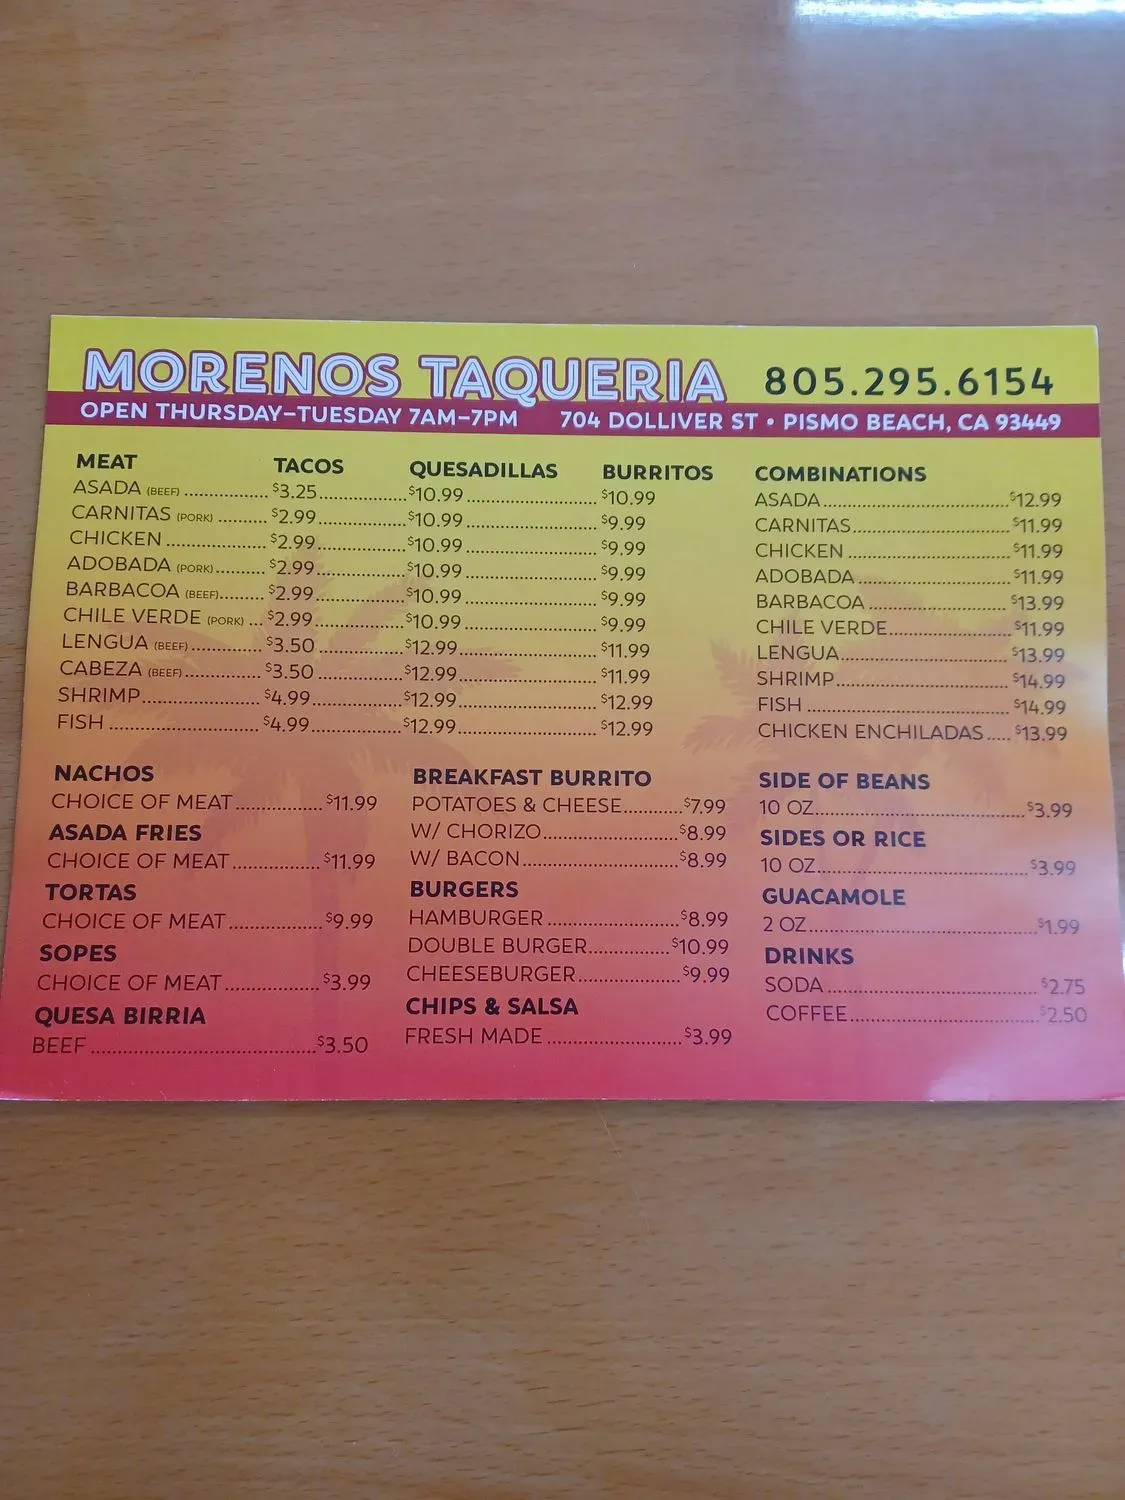 MORENOS TAQUERIA 805.295.6154
OPEN THURSDAY–TUESDAY 7AM–7PM 704 DOLLIVER ST • PISMO BEACH, CA 93449
MEAT TACOS QUESADILLAS BURRITOS
ASADA (BEEF) $3.25 $10.99 $10.99
CARNITAS (PORK) $2.99 $10.99 $9.99
CHICKEN $2.99 $10.99 $9.99
ADOBADA (PORK) $2.99 $10.99 $9.99
BARBACOA (BEEF) $2.99 $10.99 $9.99
CHILE VERDE (PORK) $2.99 $10.99 $9.99
LENGUA (BEEF) $3.50 $12.99 $11.99
CABEZA (BEEF) $3.50 $12.99 $11.99
SHRIMP $4.99 $12.99 $12.99
FISH $4.99 $12.99 $12.99
COMBINATIONS
ASADA $12.99
CARNITAS $11.99
CHICKEN $11.99
ADOBADA $11.99
BARBACOA $13.99
CHILE VERDE $11.99
LENGUA $13.99
SHRIMP $14.99
FISH $14.99
CHICKEN ENCHILADAS $13.99
NACHOS
CHOICE OF MEAT $11.99
ASADA FRIES
CHOICE OF MEAT $11.99
TORTAS
CHOICE OF MEAT $9.99
SOPES
CHOICE OF MEAT $3.99
QUESA BIRRIA
BEEF $3.50
BREAKFAST BURRITO
POTATOES & CHEESE $7.99
W/ CHORIZO $8.99
W/ BACON $8.99
BURGERS
HAMBURGER $8.99
DOUBLE BURGER $10.99
CHEESEBURGER $9.99
CHIPS & SALSA
FRESH MADE $3.99
SIDE OF BEANS
10 OZ $3.99
SIDES OR RICE
10 OZ $3.99
GUACAMOLE
2 OZ $1.99
DRINKS
SODA $2.75
COFFEE $2.50